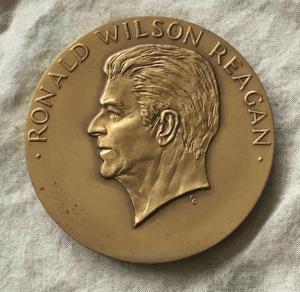 · RONALD WILSON REAGAN ·